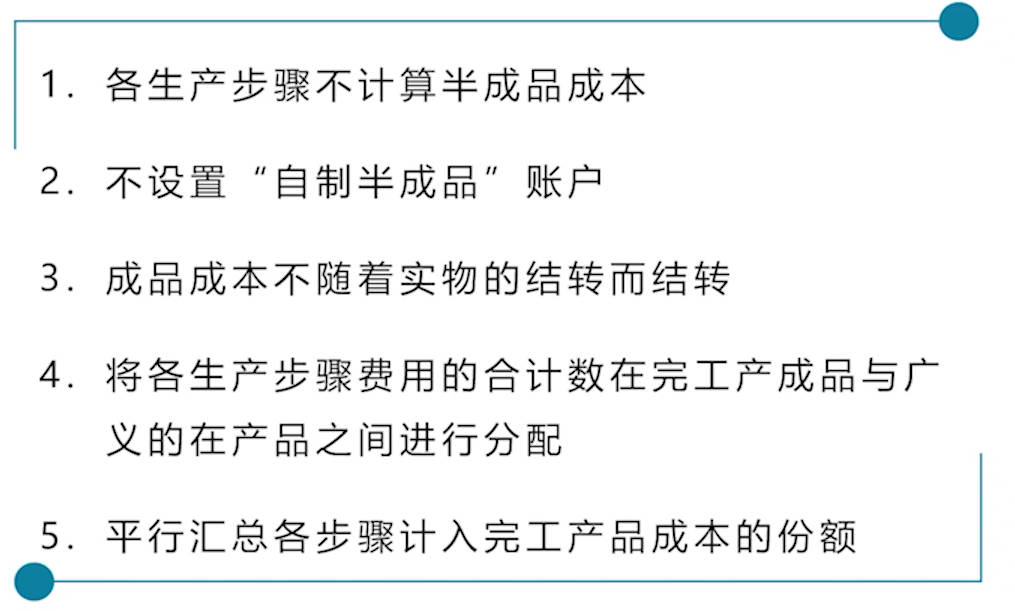 1. 各生产步骤不计算半成品成本
2. 不设置“自制半成品”账户
3. 成品成本不随着实物的结转而结转
4. 将各生产步骤费用的合计数在完工产成品与广
义的在产品之间进行分配
5. 平行汇总各步骤计入完工产品成本的份额